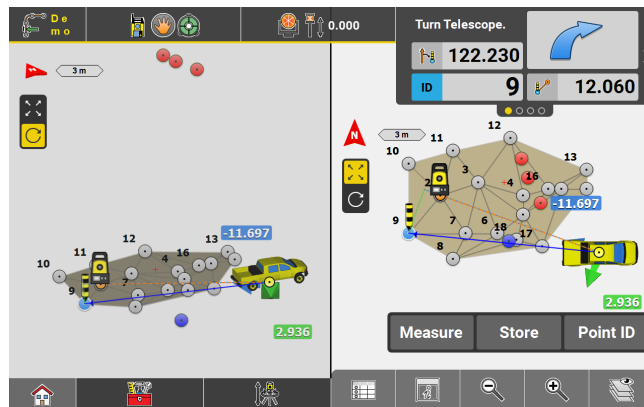 De
mo
0.000
Turn Telescope.
122.230
ID 9 12.060
3 m
N
3 m
12
11
10
13
3
4 16
2
-11.697
9
7 6
18 17
8
2.936
-11.697
12
13
11
4 16
10
9 7
2.936
Measure Store Point ID